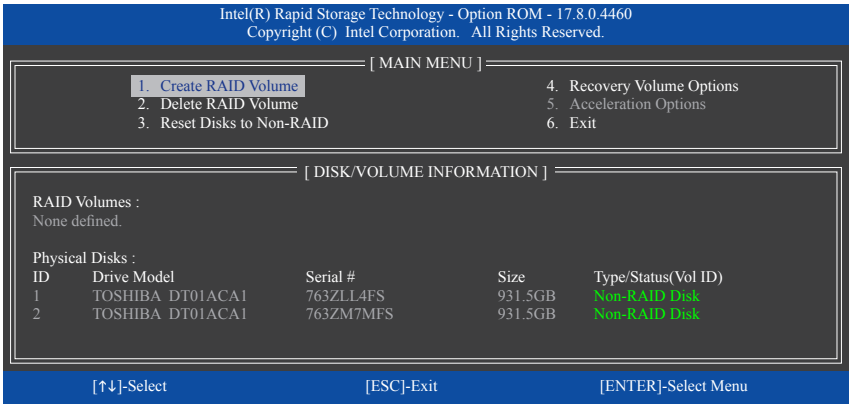 Intel(R) Rapid Storage Technology - Option ROM - 17.8.0.4460
Copyright (C) Intel Corporation. All Rights Reserved.
[ MAIN MENU ]
1. Create RAID Volume
2. Delete RAID Volume
3. Reset Disks to Non-RAID
4. Recovery Volume Options
5. Acceleration Options
6. Exit
[ DISK/VOLUME INFORMATION ]
RAID Volumes :
None defined.
Physical Disks :
ID Drive Model Serial # Size Type/Status(Vol ID)
1 TOSHIBA DT01ACA1 763ZLL4FS 931.5GB Non-RAID Disk
2 TOSHIBA DT01ACA1 763ZM7MFS 931.5GB Non-RAID Disk
[↑↓]-Select [ESC]-Exit [ENTER]-Select Menu